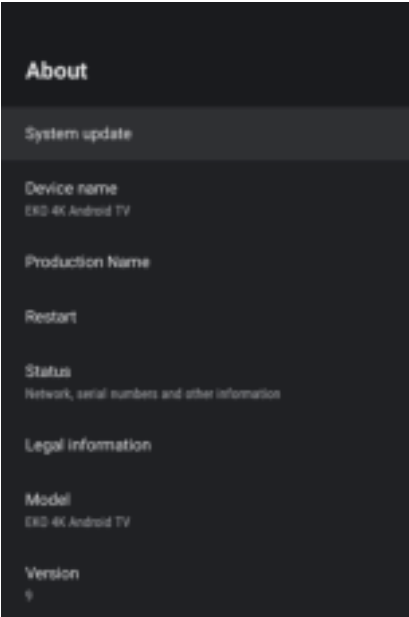 About
System update
Device name
EKO 4K Android TV
Production Name
Restart
Status
Network, serial numbers and other information
Legal information
Model
EKO 4K Android TV
Version
9